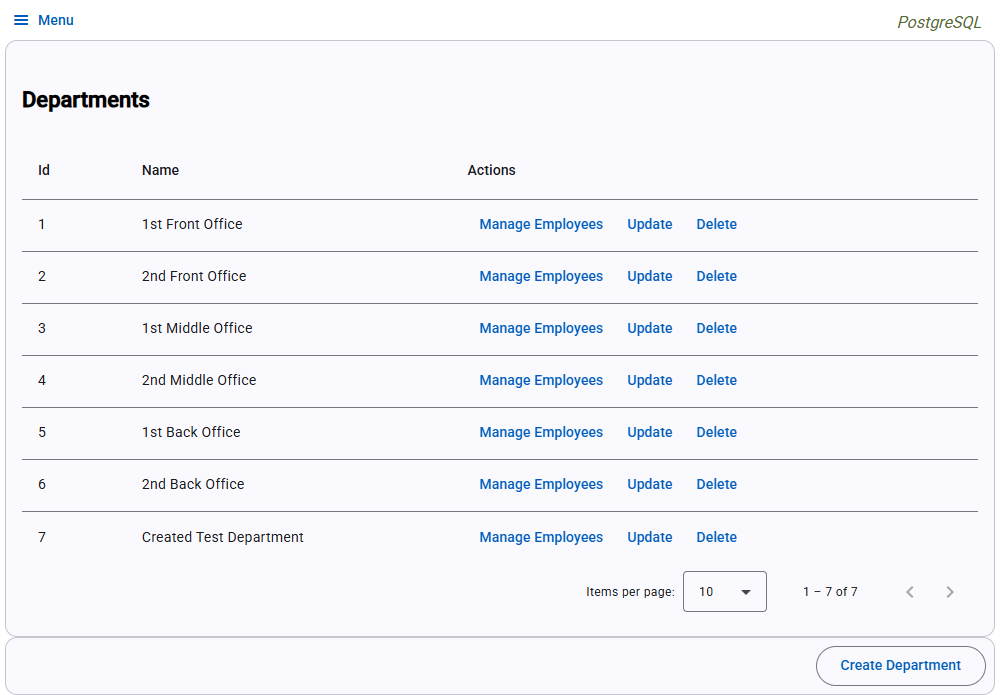 Menu
PostgreSQL
Departments
Id Name Actions
1 1st Front Office Manage Employees Update Delete
2 2nd Front Office Manage Employees Update Delete
3 1st Middle Office Manage Employees Update Delete
4 2nd Middle Office Manage Employees Update Delete
5 1st Back Office Manage Employees Update Delete
6 2nd Back Office Manage Employees Update Delete
7 Created Test Department Manage Employees Update Delete
Items per page: 10 1 – 7 of 7
Create Department